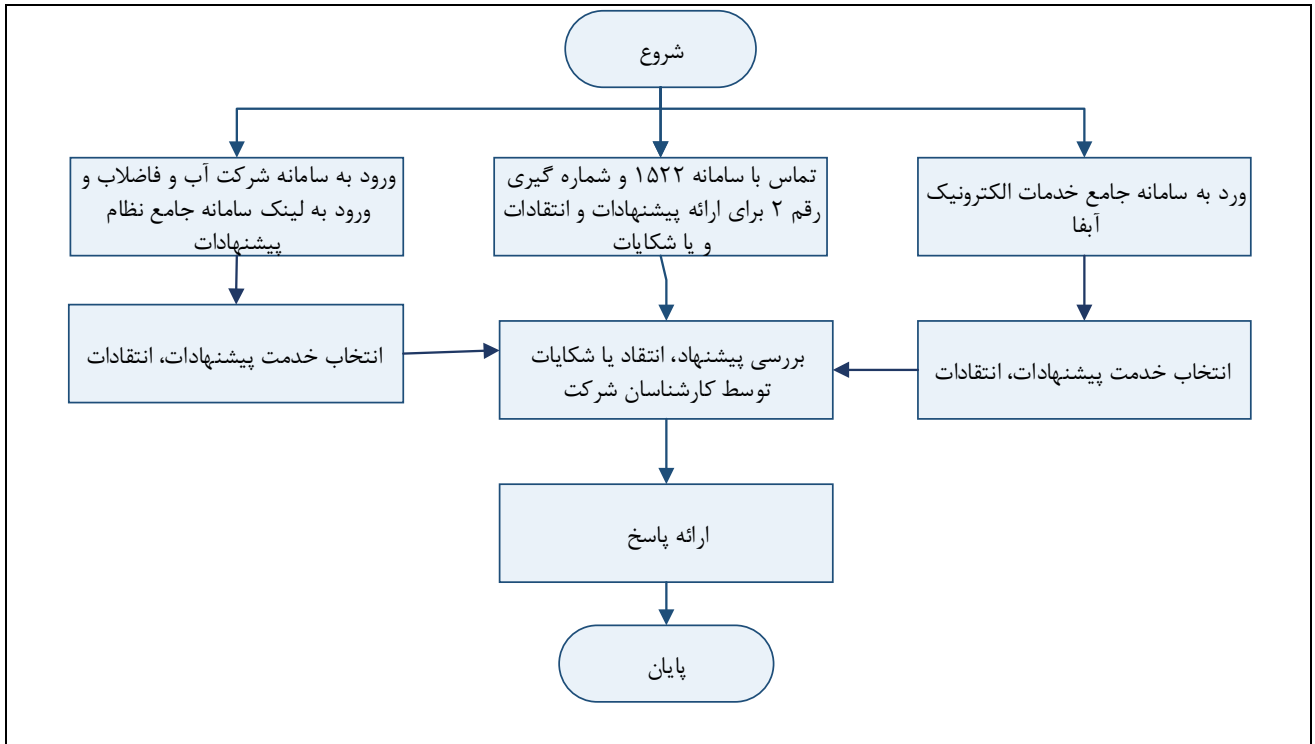 شروع
ورد به سامانه جامع خدمات الکترونیک
آبفا
تماس با سامانه ۱۵۲۲ و شماره گیری
رقم ۲ برای ارائه پیشنهادات و انتقادات
و یا شکایات
ورود به سامانه شرکت آب و فاضلاب و
ورود به لینک سامانه جامع نظام
پیشنهادات
انتخاب خدمت پیشنهادات، انتقادات
بررسی پیشنهاد، انتقاد یا شکایات
توسط کارشناسان شرکت
انتخاب خدمت پیشنهادات، انتقادات
ارائه پاسخ
پایان